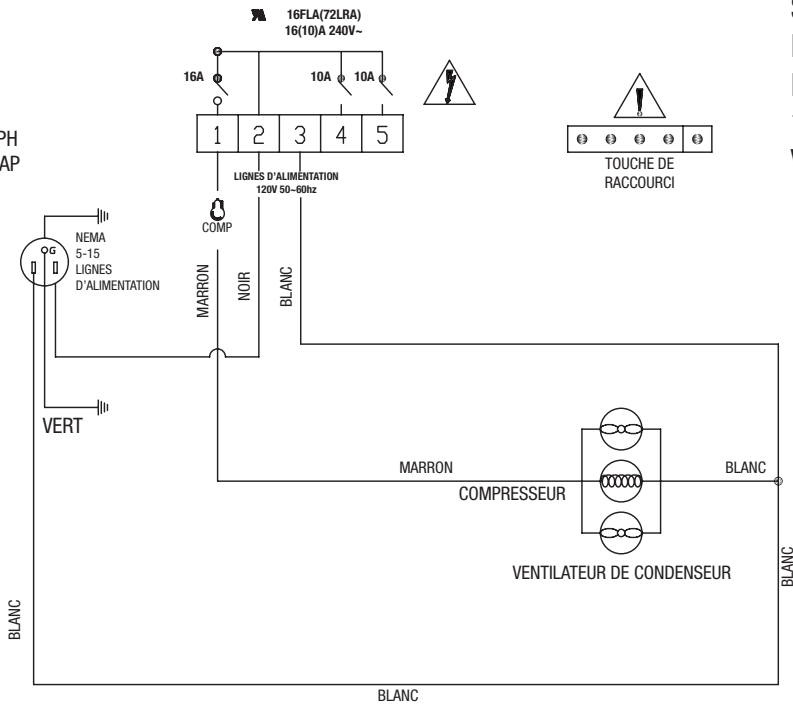 16FLA(72LRA)
16(10)A 240V~
16A
10A
10A
1 2 3 4 5
PH
AP
LIGNES D'ALIMENTATION
120V 50~60hz
TOUCHE DE
RACCOURCI
COMP
G
NEMA
5-15
LIGNES
D'ALIMENTATION
MARRON
NOIR
BLANC
VERT
MARRON
BLANC
COMPRESSEUR
VENTILATEUR DE CONDENSEUR
BLANC
BLANC
BLANC